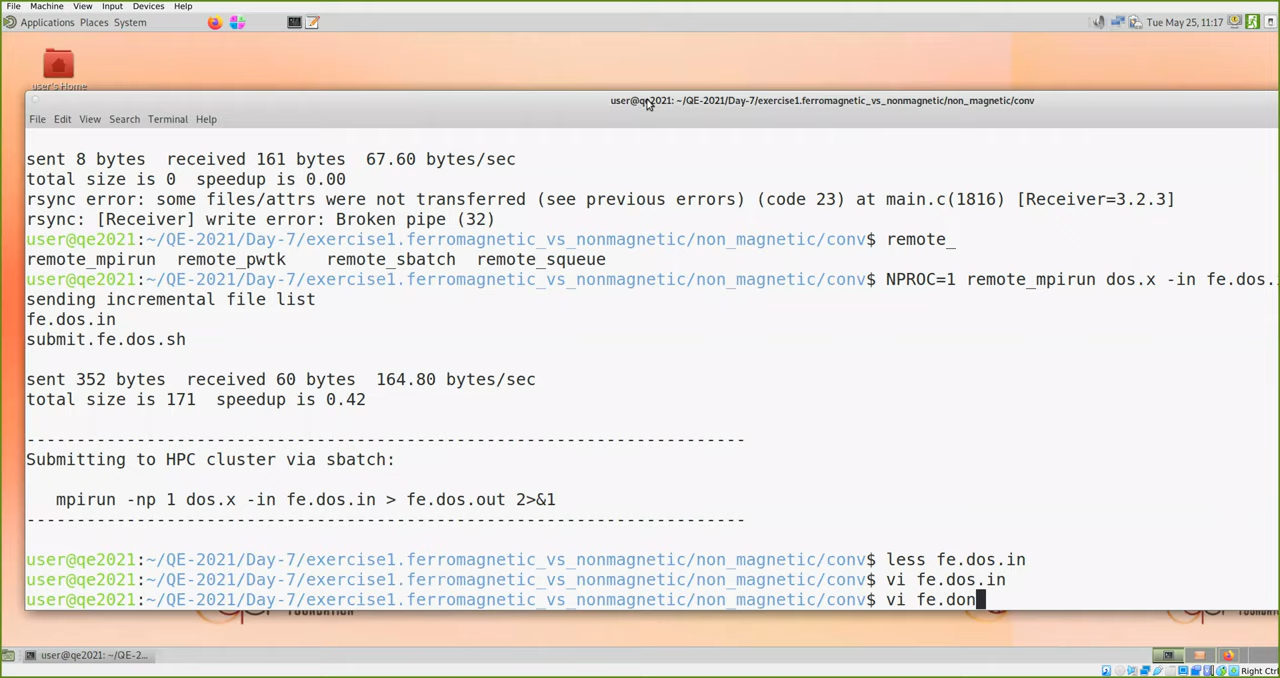 File Machine View Input Devices Help
Applications Places System Tue May 25, 11:17
user's Home
user@qe2021: ~/QE-2021/Day-7/exercise1.ferromagnetic_vs_nonmagnetic/non_magnetic/conv
File Edit View Search Terminal Help
sent 8 bytes received 161 bytes 67.60 bytes/sec
total size is 0 speedup is 0.00
rsync error: some files/attrs were not transferred (see previous errors) (code 23) at main.c(1816) [Receiver=3.2.3]
rsync: [Receiver] write error: Broken pipe (32)
user@qe2021:~/QE-2021/Day-7/exercise1.ferromagnetic_vs_nonmagnetic/non_magnetic/conv$ remote_
remote_mpirun remote_pwtk remote_sbatch remote_squeue
user@qe2021:~/QE-2021/Day-7/exercise1.ferromagnetic_vs_nonmagnetic/non_magnetic/conv$ NPROC=1 remote_mpirun dos.x -in fe.dos.
sending incremental file list
fe.dos.in
submit.fe.dos.sh
sent 352 bytes received 60 bytes 164.80 bytes/sec
total size is 171 speedup is 0.42
------------------------------------------------------------------------
Submitting to HPC cluster via sbatch:
mpirun -np 1 dos.x -in fe.dos.in > fe.dos.out 2>&1
------------------------------------------------------------------------
user@qe2021:~/QE-2021/Day-7/exercise1.ferromagnetic_vs_nonmagnetic/non_magnetic/conv$ less fe.dos.in
user@qe2021:~/QE-2021/Day-7/exercise1.ferromagnetic_vs_nonmagnetic/non_magnetic/conv$ vi fe.dos.in
user@qe2021:~/QE-2021/Day-7/exercise1.ferromagnetic_vs_nonmagnetic/non_magnetic/conv$ vi fe.don
user@qe2021: ~/QE-2...
Right Ctrl